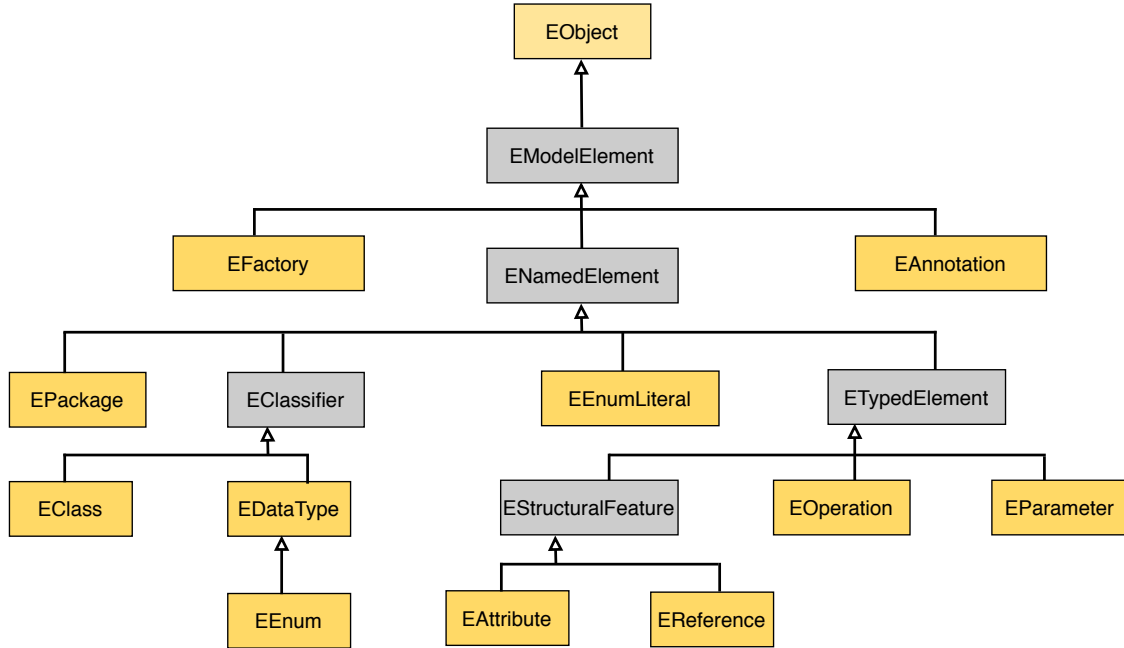 EObject
EModelElement
EFactory
ENamedElement
EAnnotation
EPackage
EClassifier
EEnumLiteral
ETypedElement
EClass
EDataType
EStructuralFeature
EOperation
EParameter
EEnum
EAttribute
EReference